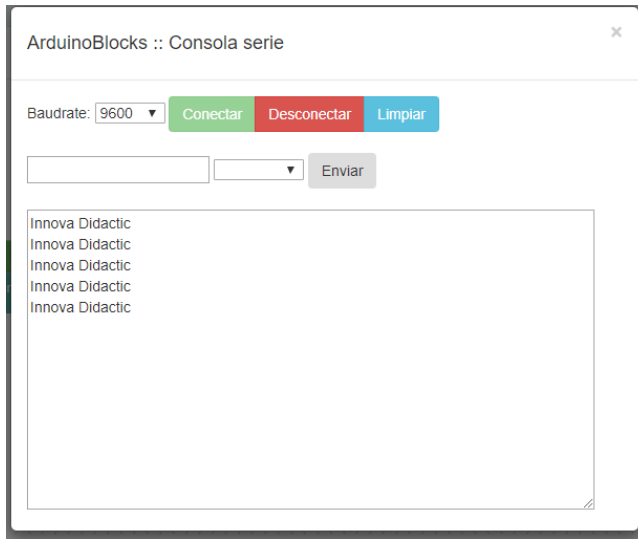 ArduinoBlocks :: Consola serie
×
Baudrate: 9600 Conectar Desconectar Limpiar
Enviar
Innova Didactic
Innova Didactic
Innova Didactic
Innova Didactic
Innova Didactic